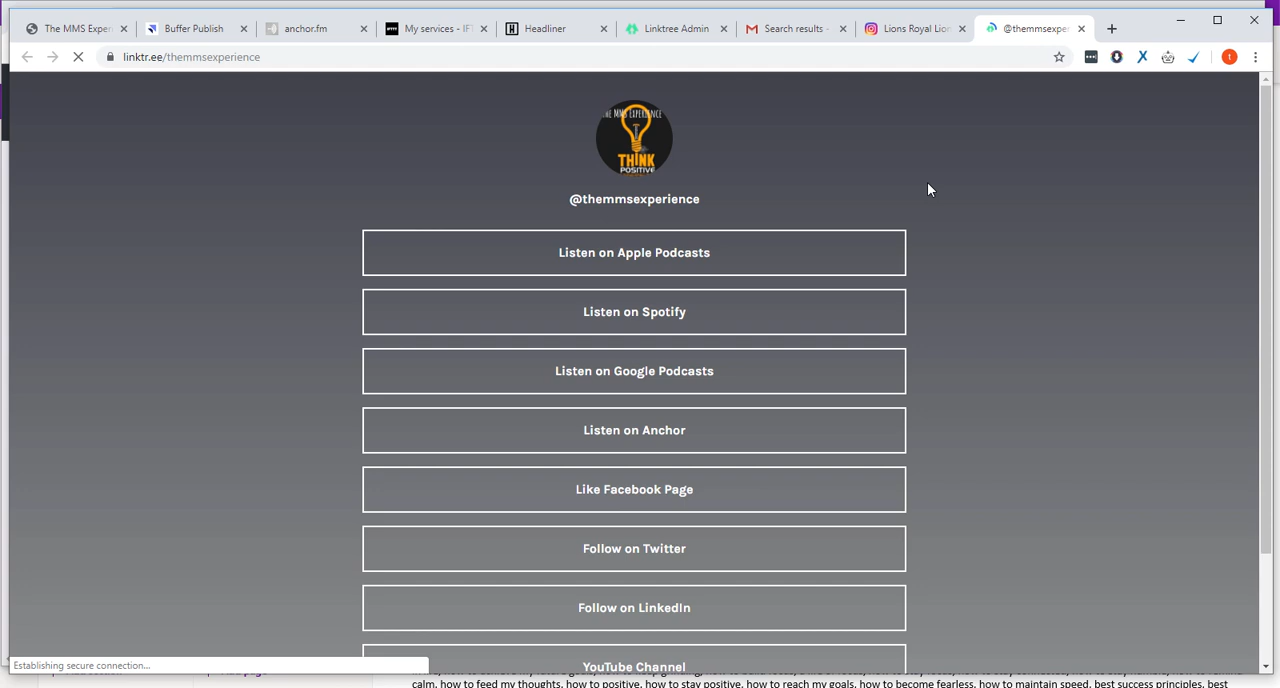 The MMS Exper
Buffer Publish
anchor.fm
My services - IFT
Headliner
Linktree Admin
Search results -
Lions Royal Lion
@themmsexper
linktr.ee/themmsexperience
t
THE MMS EXPERIENCE
THINK
POSITIVE
@themmsexperience
Listen on Apple Podcasts
Listen on Spotify
Listen on Google Podcasts
Listen on Anchor
Like Facebook Page
Follow on Twitter
Follow on LinkedIn
YouTube Channel
Establishing secure connection...
calm, how to feed my thoughts, how to positive, how to stay positive, how to reach my goals, how to become fearless, how to maintain speed, best success principles, best